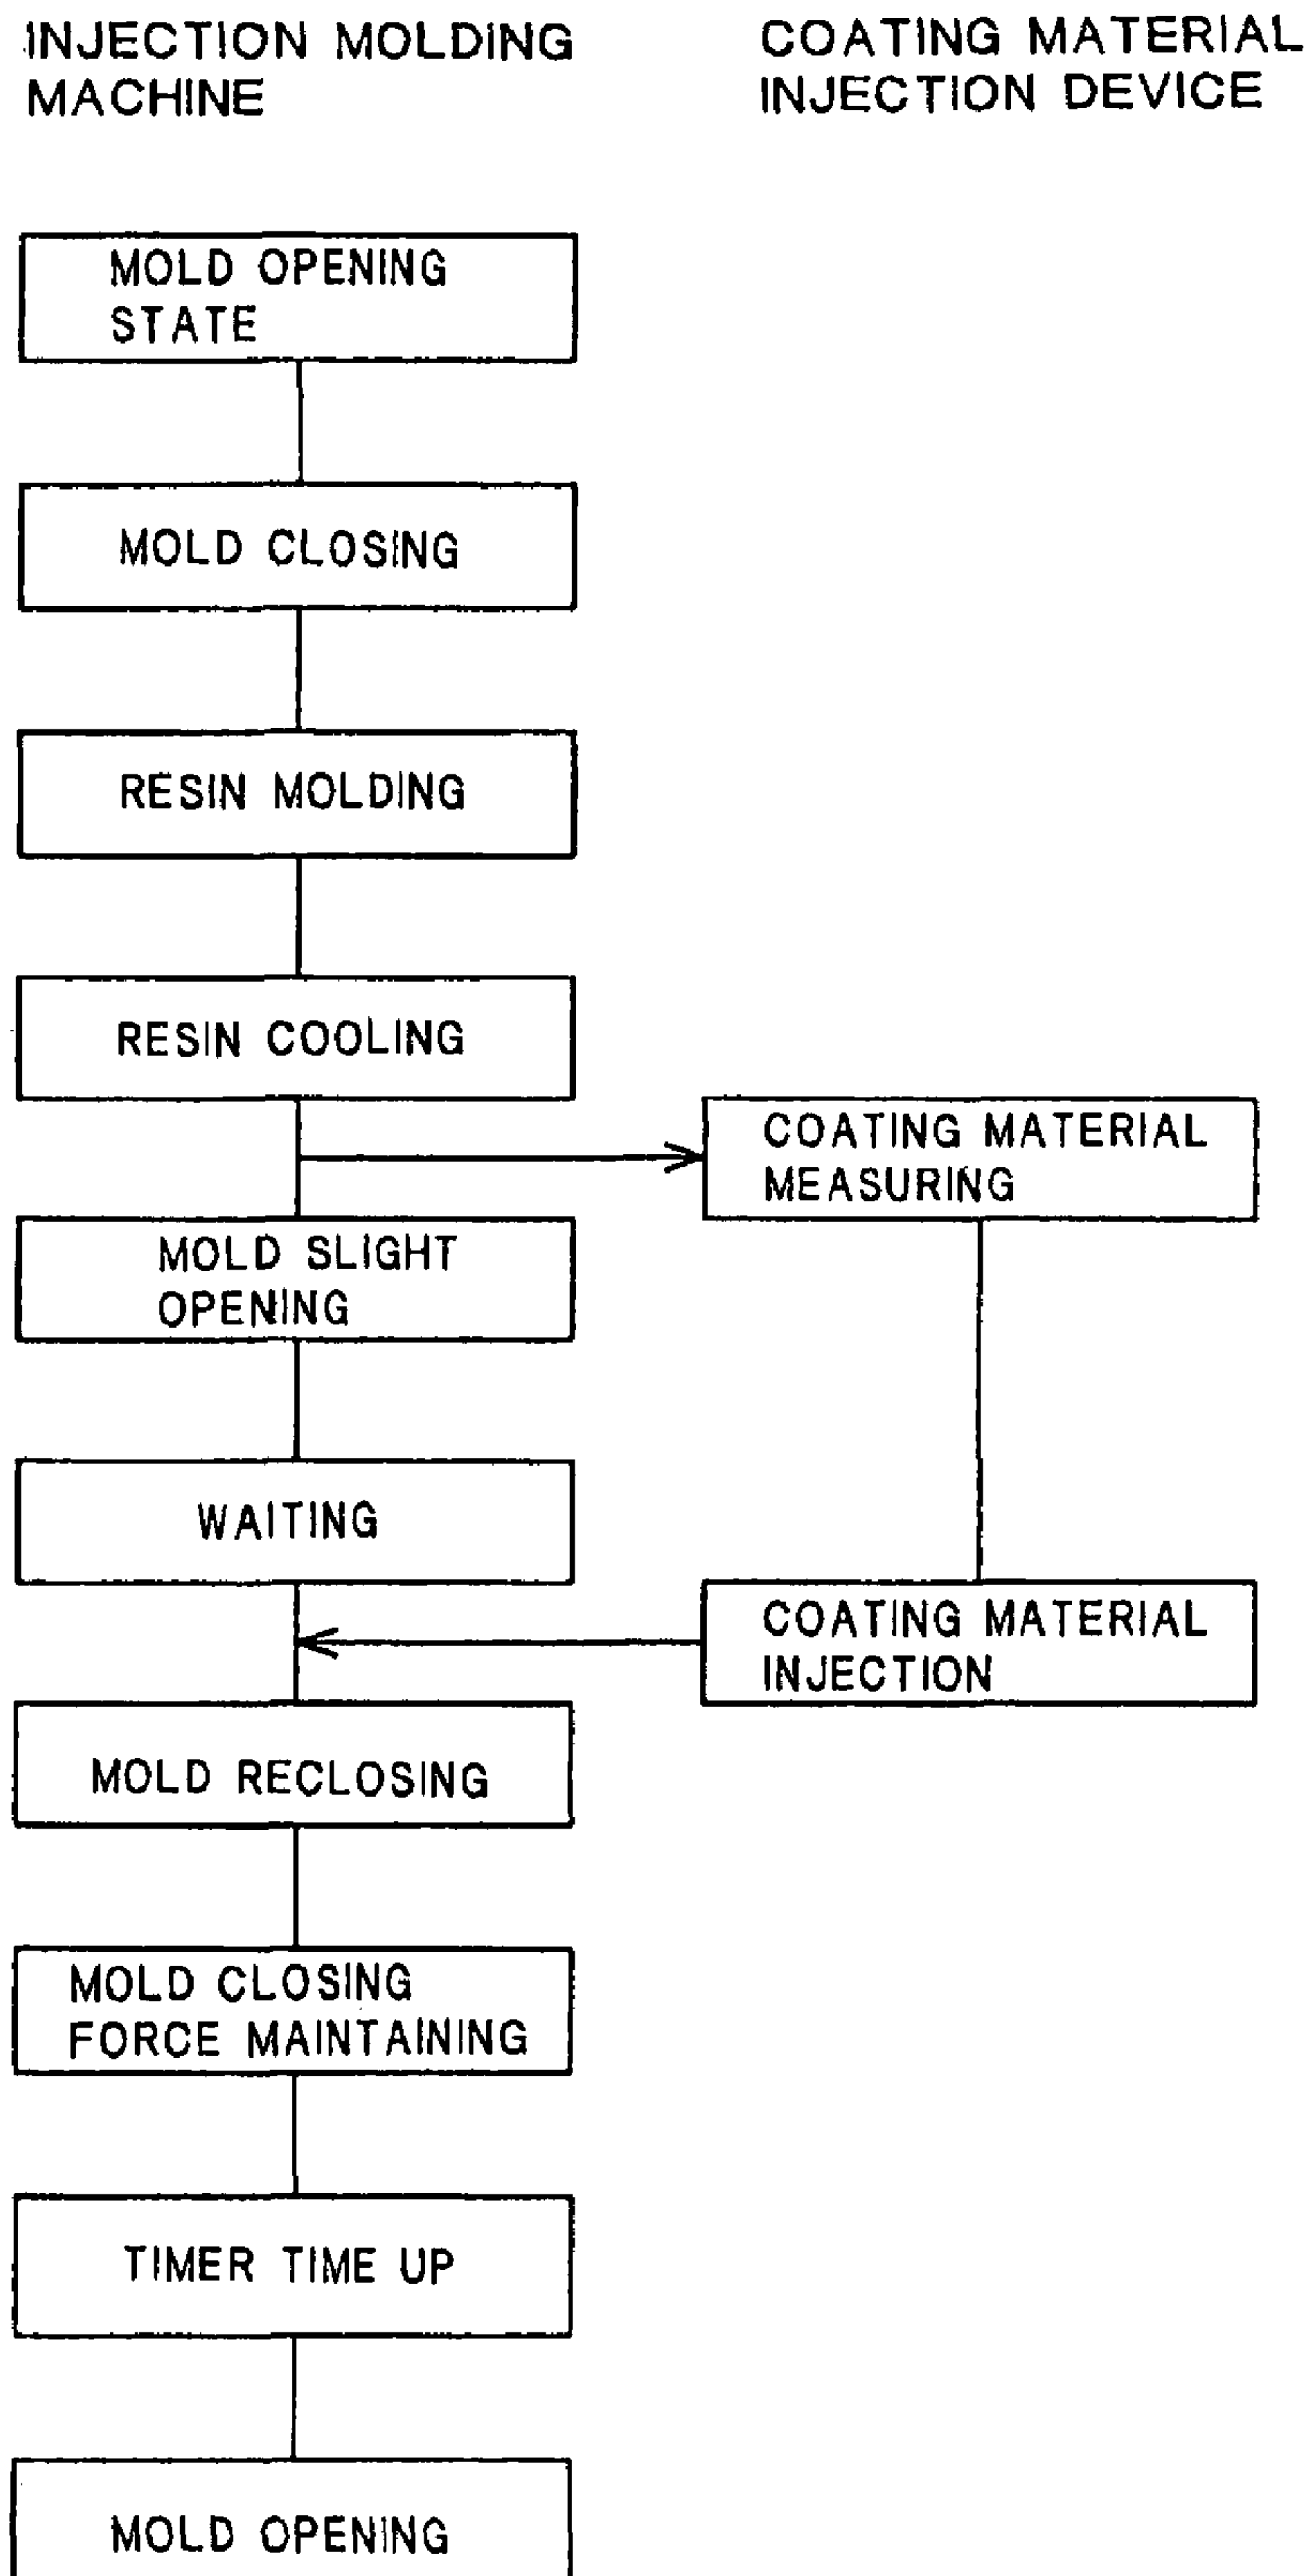 INJECTION MOLDING
MACHINE
COATING MATERIAL
INJECTION DEVICE
MOLD OPENING
STATE
MOLD CLOSING
RESIN MOLDING
RESIN COOLING
COATING MATERIAL
MEASURING
MOLD SLIGHT
OPENING
WAITING
COATING MATERIAL
INJECTION
MOLD RECLOSING
MOLD CLOSING
FORCE MAINTAINING
TIMER TIME UP
MOLD OPENING